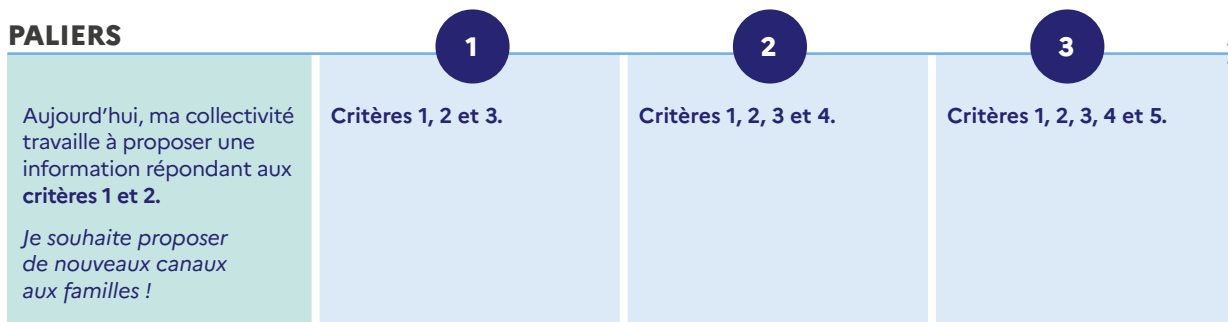 PALIERS
1
2
3
Aujourd’hui, ma collectivité
travaille à proposer une
information répondant aux
critères 1 et 2.
Je souhaite proposer
de nouveaux canaux
aux familles !
Critères 1, 2 et 3.
Critères 1, 2, 3 et 4.
Critères 1, 2, 3, 4 et 5.